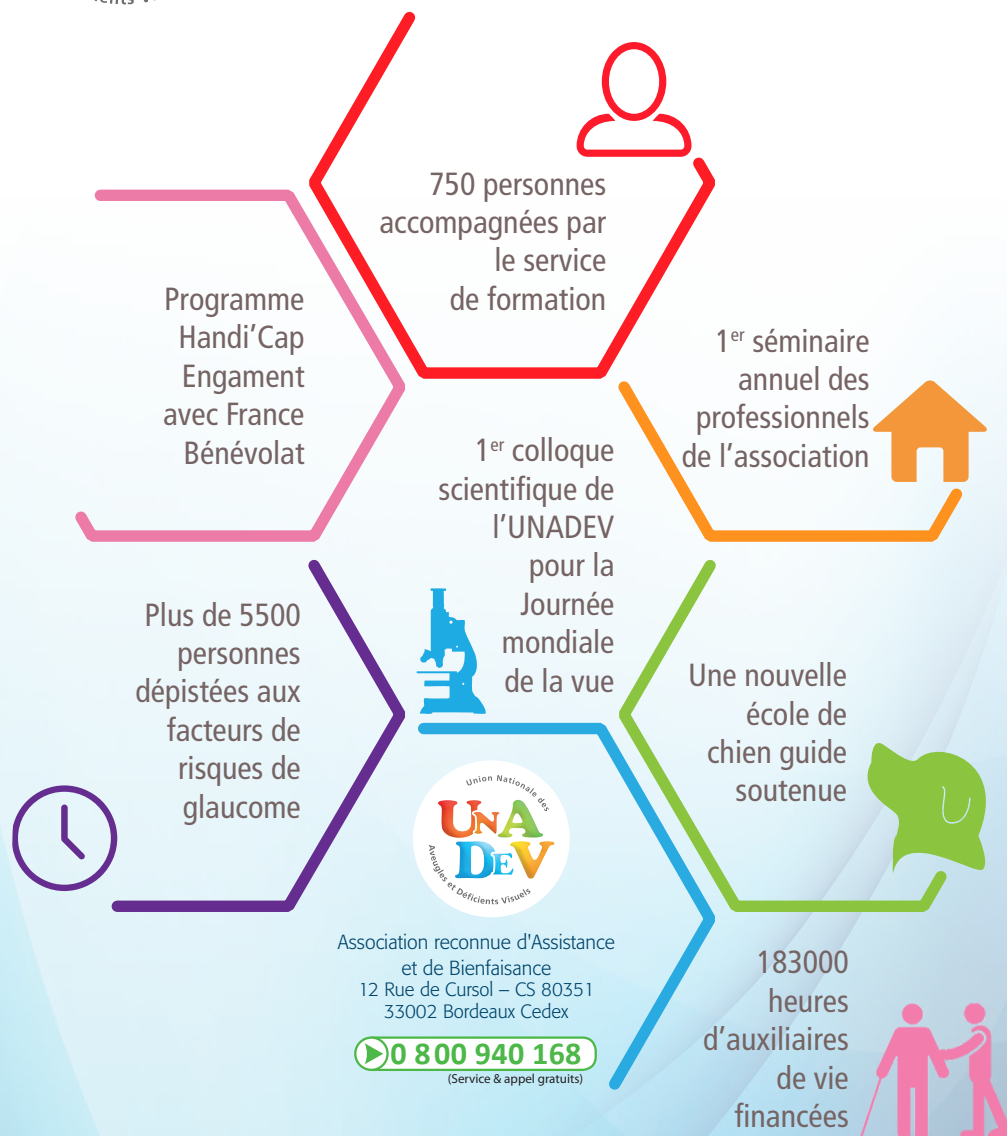 750 personnes
accompagnées par
le service
de formation
Programme
Handi'Cap
Engament
avec France
Bénévolat
1er séminaire
annuel des
professionnels
de l'association
1er colloque
scientifique de
l'UNADEV
pour la
Journée
mondiale
de la vue
Plus de 5500
personnes
dépistées aux
facteurs de
risques de
glaucome
Une nouvelle
école de
chien guide
soutenue
Union Nationale des
UNA
DEV
Aveugles et Déficients Visuels
Association reconnue d'Assistance
et de Bienfaisance
12 Rue de Cursol – CS 80351
33002 Bordeaux Cedex
0 800 940 168
(Service & appel gratuits)
183000
heures
d'auxiliaires
de vie
financées